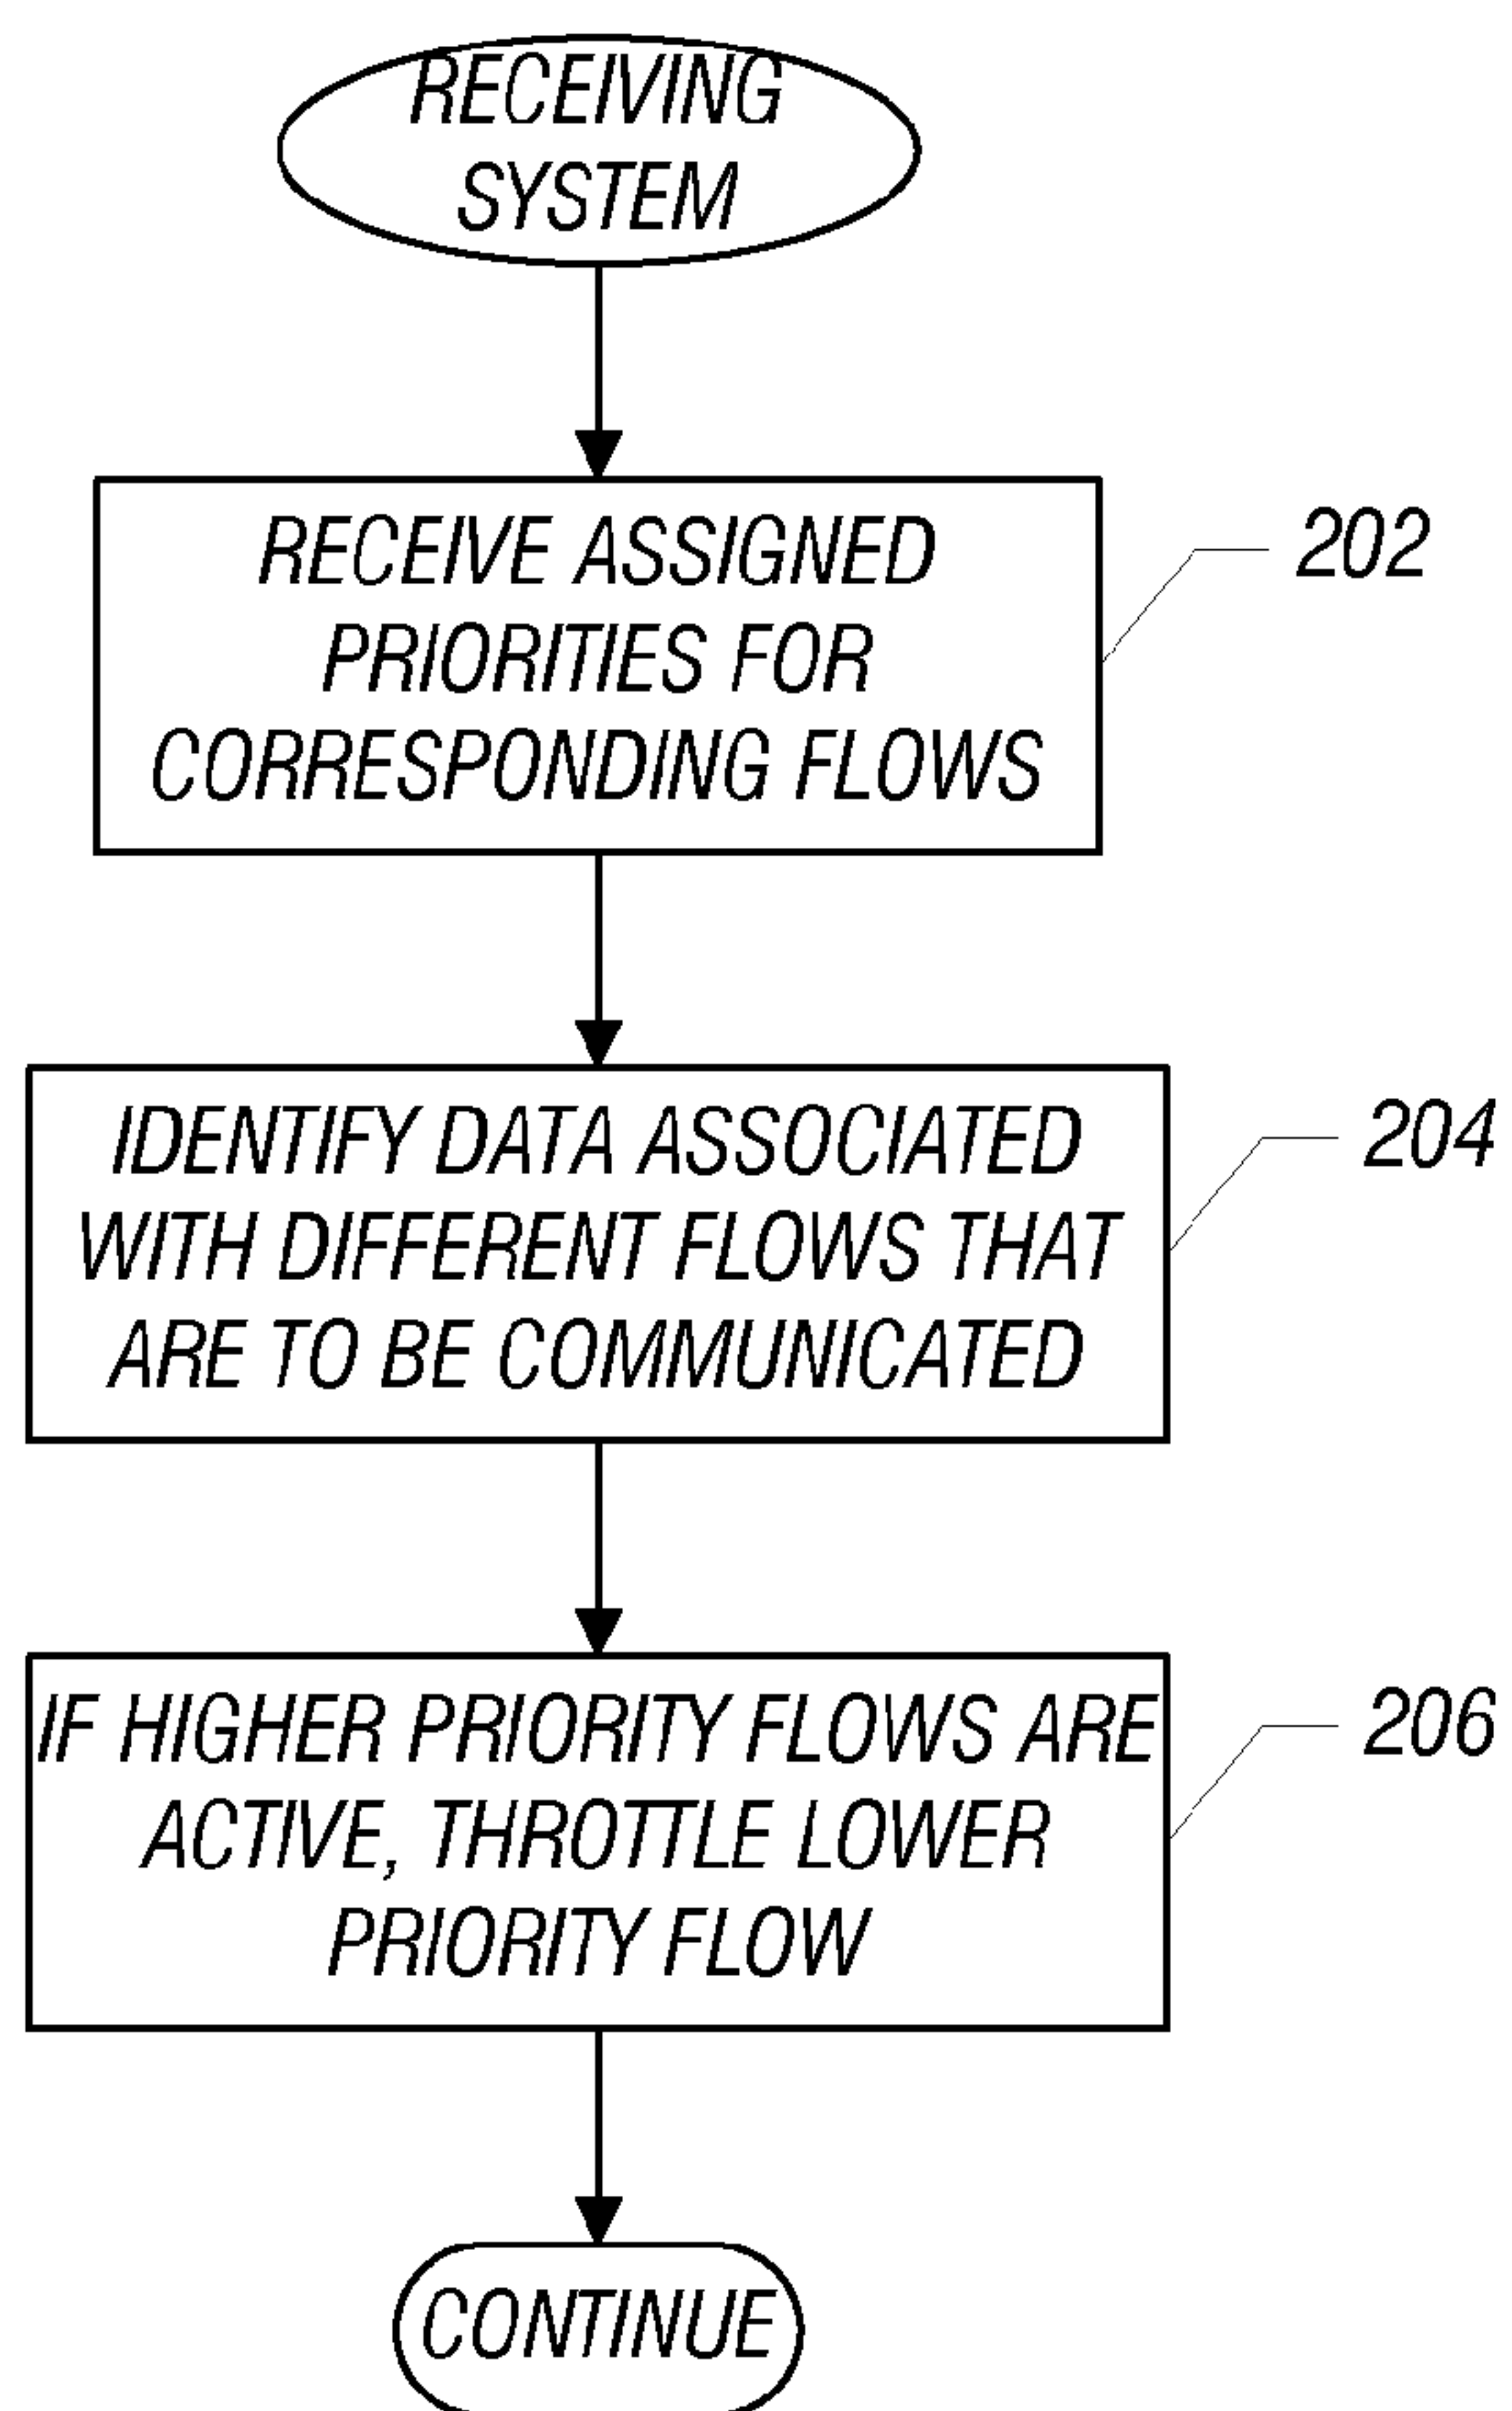 RECEIVING
SYSTEM
RECEIVE ASSIGNED
PRIORITIES FOR
CORRESPONDING FLOWS
202
IDENTIFY DATA ASSOCIATED
WITH DIFFERENT FLOWS THAT
ARE TO BE COMMUNICATED
204
IF HIGHER PRIORITY FLOWS ARE
ACTIVE, THROTTLE LOWER
PRIORITY FLOW
206
CONTINUE